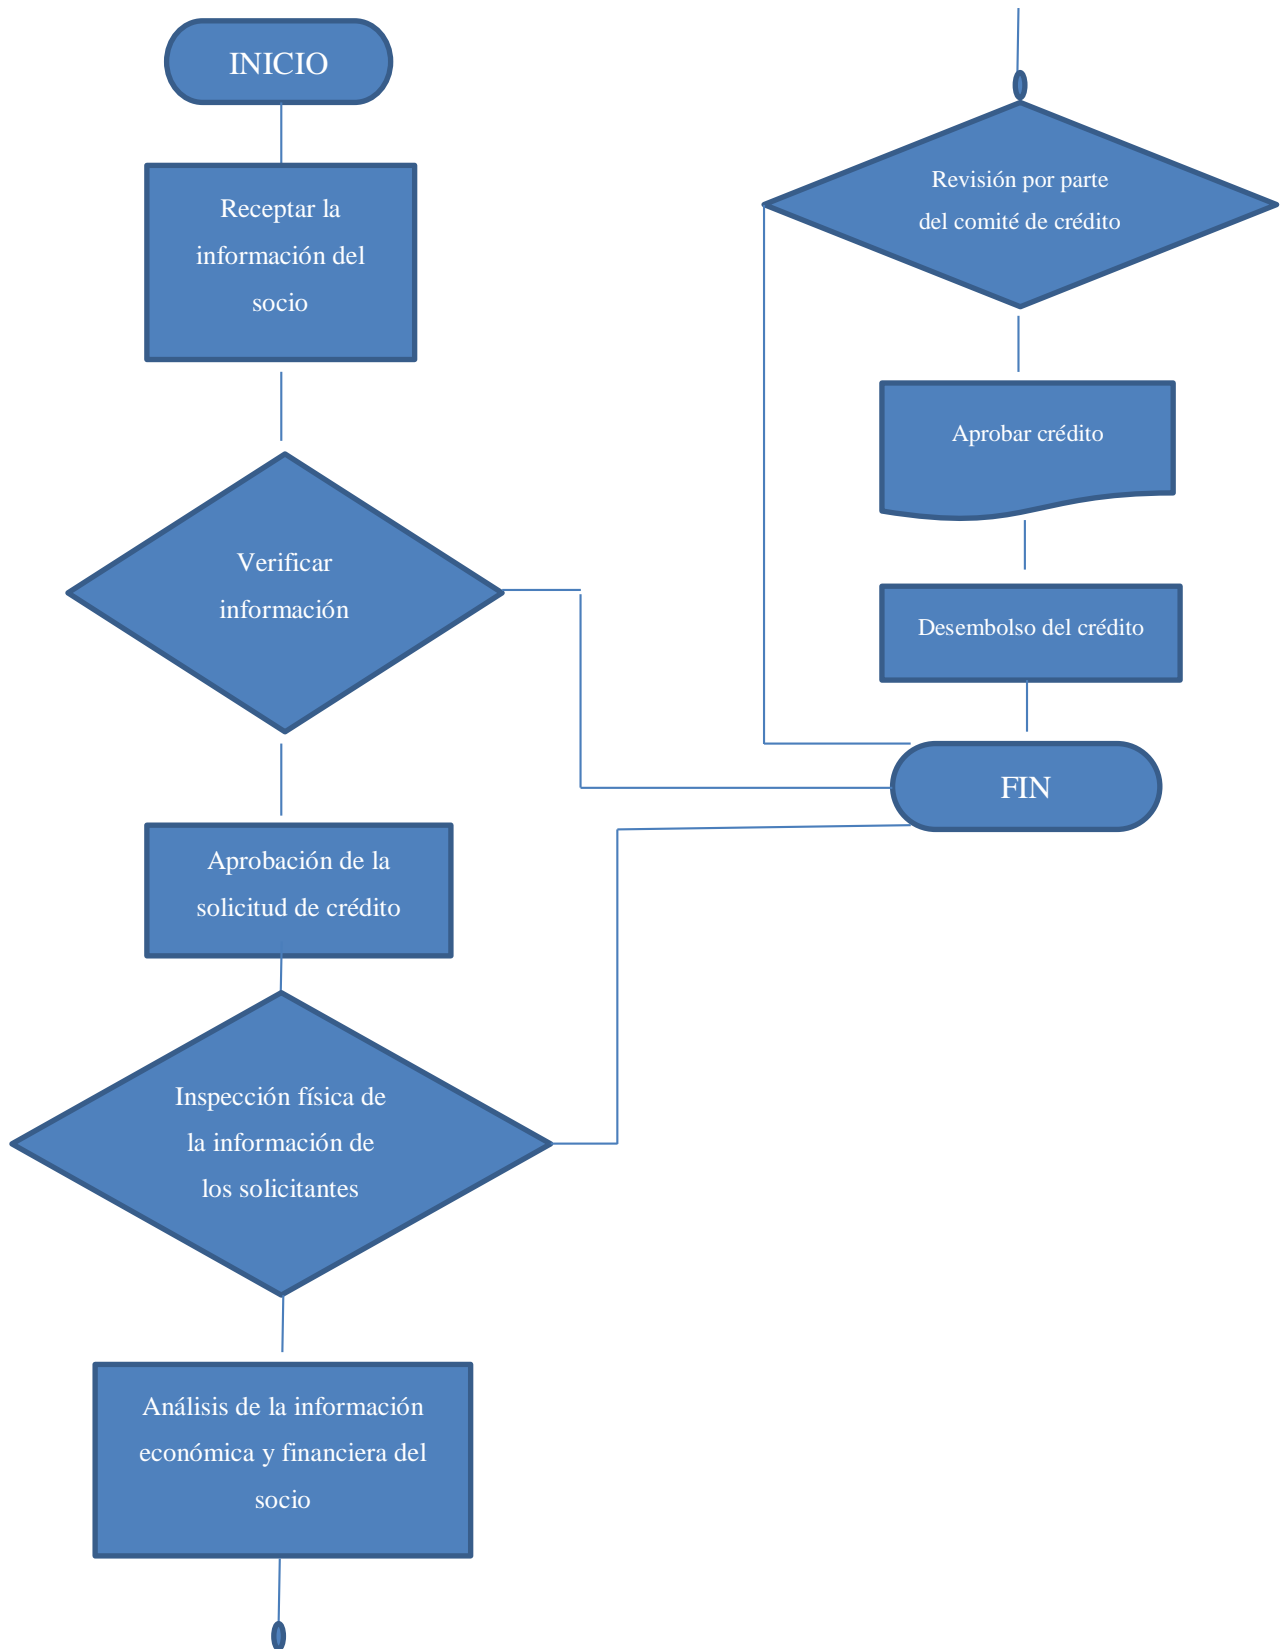 INICIO
Receptar la
información del
socio
Verificar
información
Aprobación de la
solicitud de crédito
Inspección física de
la información de
los solicitantes
Análisis de la información
económica y financiera del
socio
Revisión por parte
del comité de crédito
Aprobar crédito
Desembolso del crédito
FIN